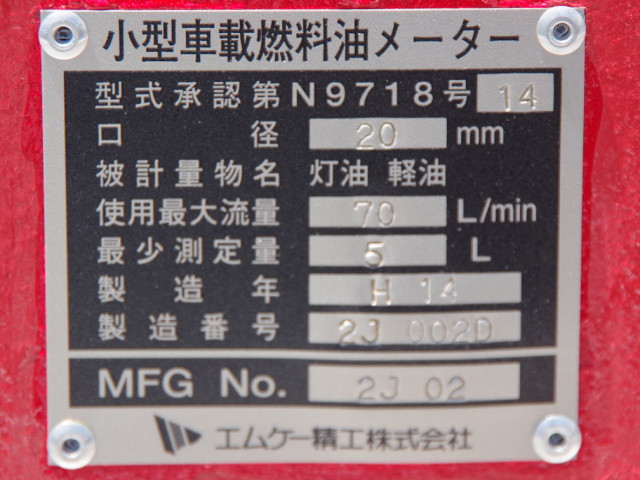 小型車載燃料油メーター
型式承認第N9718号 14
口径 20 mm
被計量物名 灯油 軽油
使用最大流量 70 L/min
最少測定量 5 L
製造年 H 14
製造番号 2J 002D
MFG No. 2J 02
エムケー精工株式会社